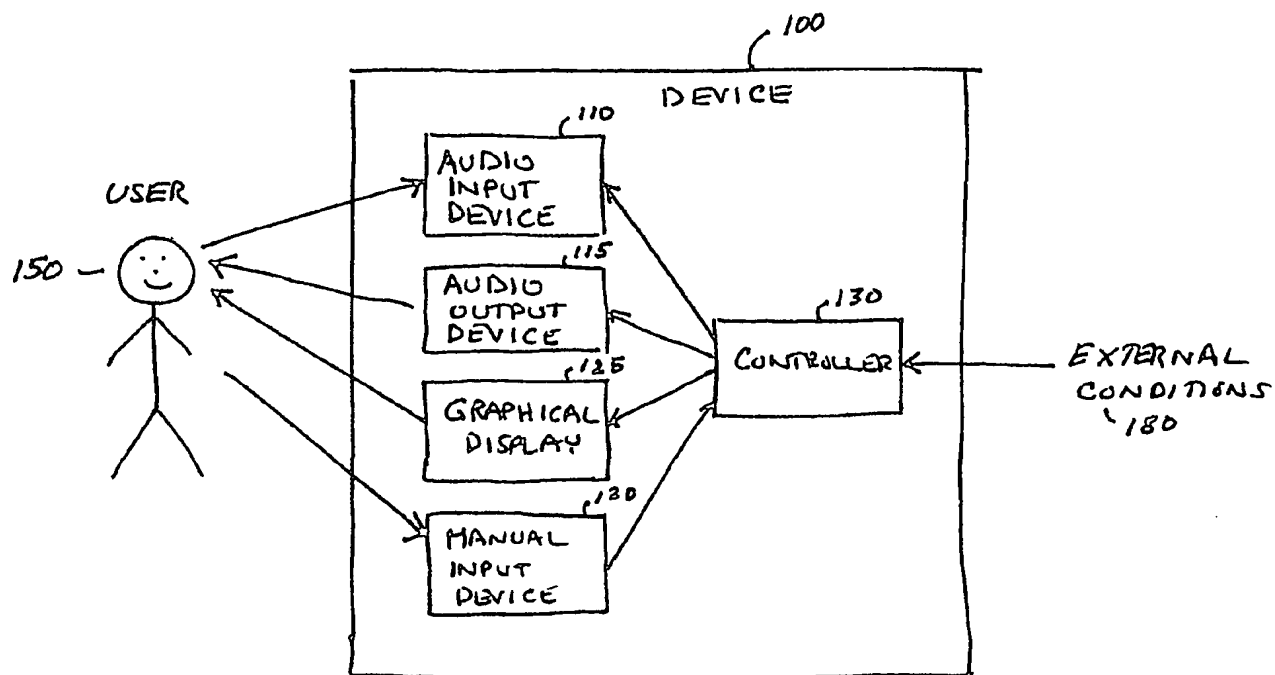 100
DEVICE
110
AUDIO
INPUT
DEVICE
USER
150
115
AUDIO
OUTPUT
DEVICE
130
CONTROLLER
EXTERNAL
CONDITIONS
180
125
GRAPHICAL
DISPLAY
120
MANUAL
INPUT
DEVICE